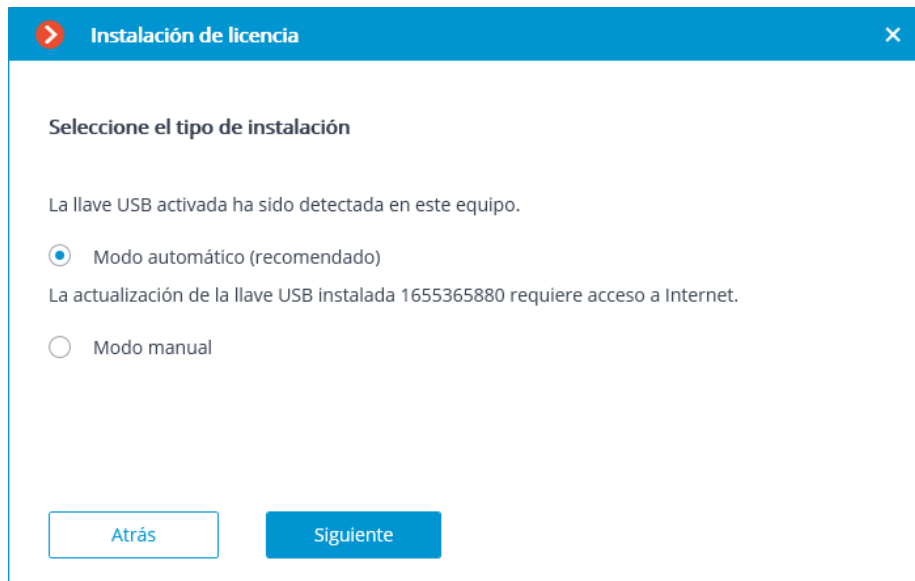 Instalación de licencia
Seleccione el tipo de instalación
La llave USB activada ha sido detectada en este equipo.
Modo automático (recomendado)
La actualización de la llave USB instalada 1655365880 requiere acceso a Internet.
Modo manual
Atrás
Siguiente